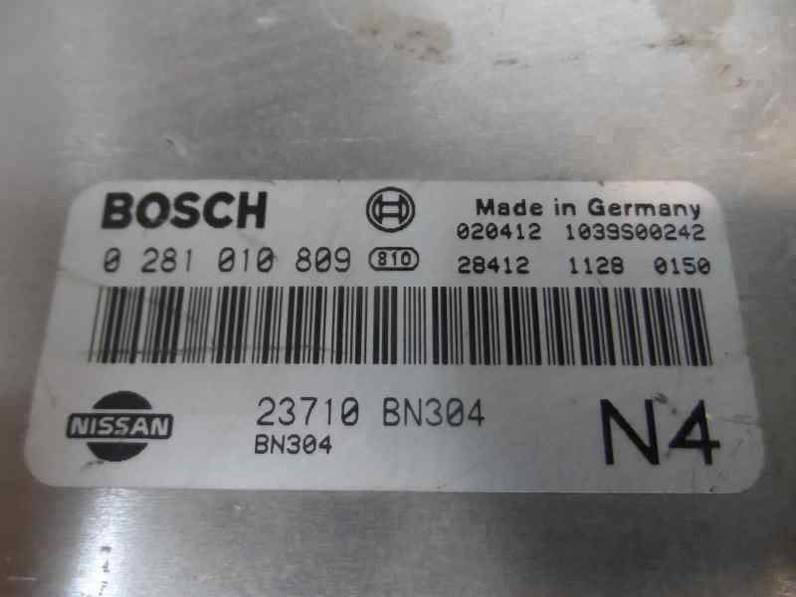 BOSCH
Made in Germany
020412 1039S00242
0 281 010 809 810
28412 1128 0150
NISSAN
23710 BN304
BN304
N4